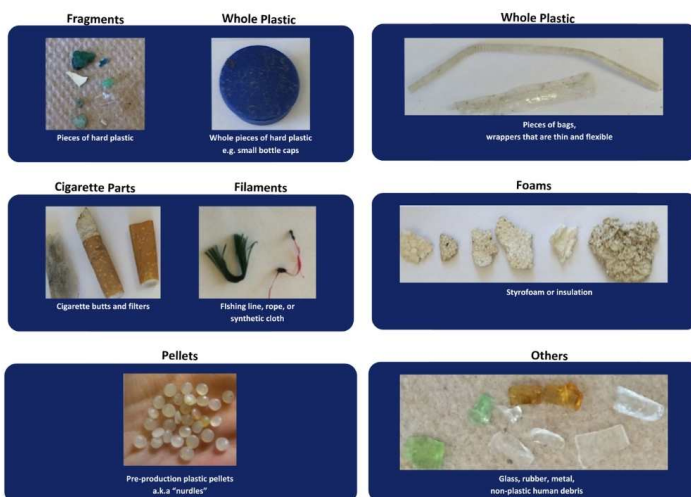 Fragments
Whole Plastic
Pieces of hard plastic
Whole pieces of hard plastic
e.g. small bottle caps
Whole Plastic
Pieces of bags,
wrappers that are thin and flexible
Cigarette Parts
Filaments
Cigarette butts and filters
FIshing line, rope, or
synthetic cloth
Foams
Styrofoam or insulation
Pellets
Pre-production plastic pellets
a.k.a "nurdles"
Others
Glass, rubber, metal,
non-plastic human debris